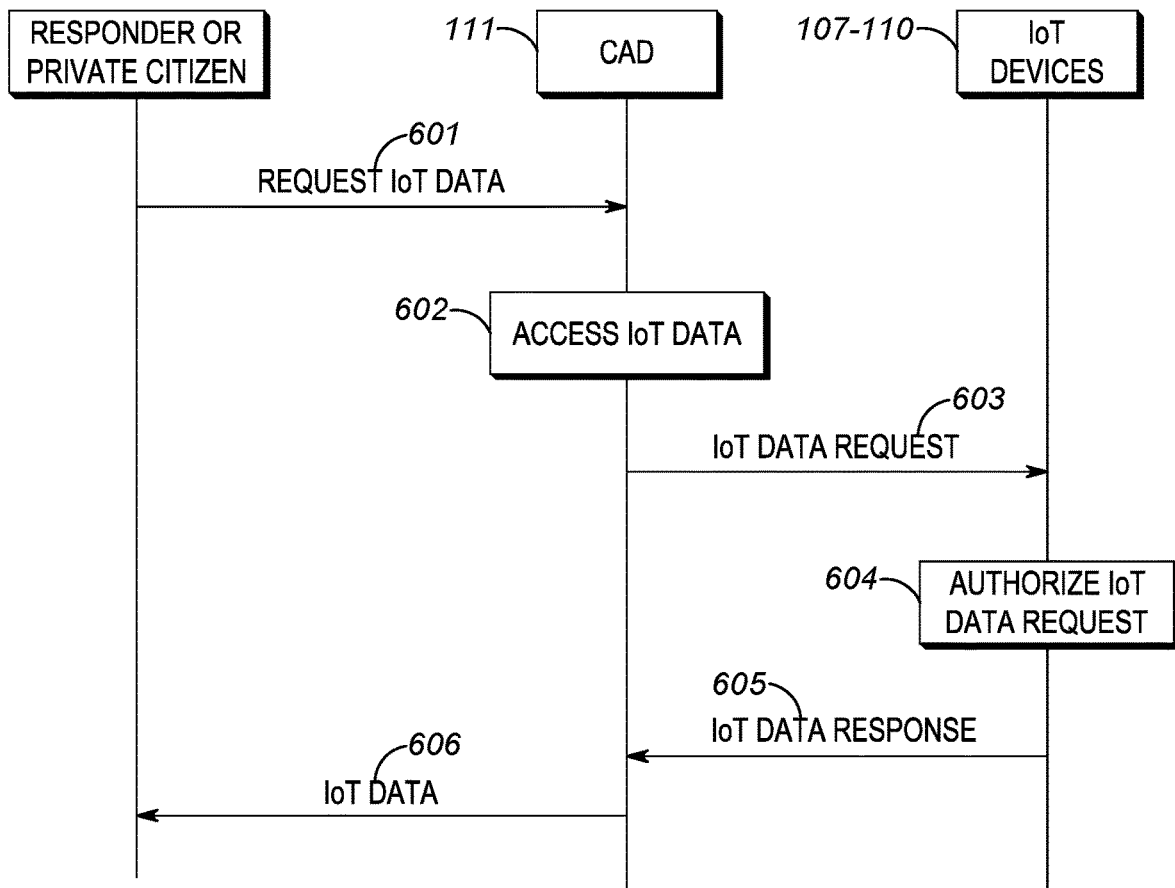 RESPONDER OR
PRIVATE CITIZEN
111
CAD
107-110
IoT
DEVICES
601
REQUEST IoT DATA
602
ACCESS IoT DATA
603
IoT DATA REQUEST
604
AUTHORIZE IoT
DATA REQUEST
605
IoT DATA RESPONSE
606
IoT DATA